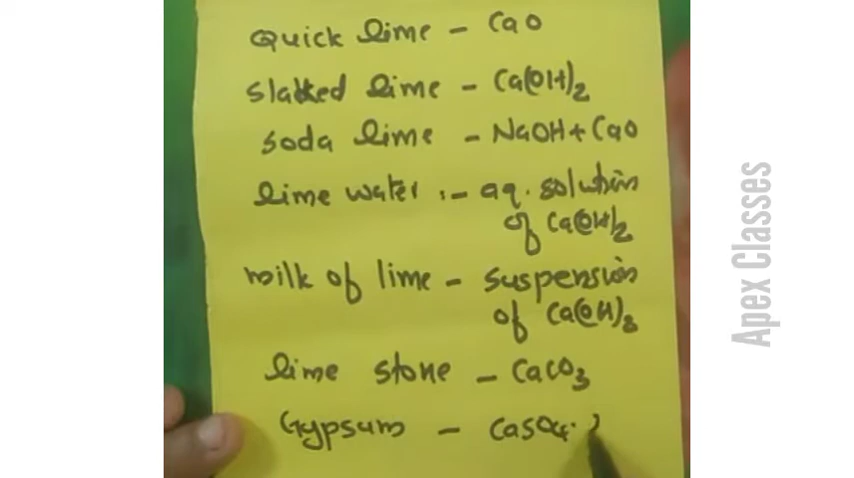 Quick lime - CaO
Slaked lime - Ca(OH)2
Soda lime - NaOH + CaO
lime water :- aq. solution
of Ca(OH)2
milk of lime - suspension
of Ca(OH)2
lime stone - CaCO3
Gypsum - CaSO4.
Apex Classes